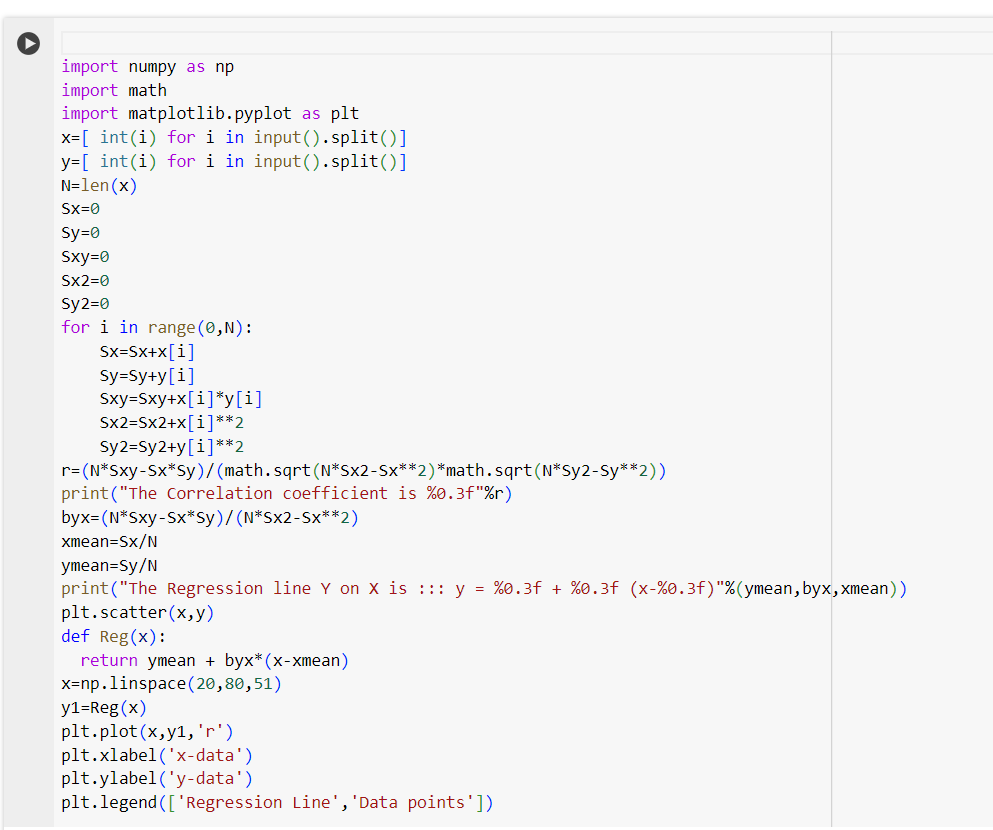 import numpy as np
import math
import matplotlib.pyplot as plt
x=[ int(i) for i in input().split()]
y=[ int(i) for i in input().split()]
N=len(x)
Sx=0
Sy=0
Sxy=0
Sx2=0
Sy2=0
for i in range(0,N):
    Sx=Sx+x[i]
    Sy=Sy+y[i]
    Sxy=Sxy+x[i]*y[i]
    Sx2=Sx2+x[i]**2
    Sy2=Sy2+y[i]**2
r=(N*Sxy-Sx*Sy)/(math.sqrt(N*Sx2-Sx**2)*math.sqrt(N*Sy2-Sy**2))
print("The Correlation coefficient is %0.3f"%r)
byx=(N*Sxy-Sx*Sy)/(N*Sx2-Sx**2)
xmean=Sx/N
ymean=Sy/N
print("The Regression line Y on X is ::: y = %0.3f + %0.3f (x-%0.3f)"%(ymean,byx,xmean))
plt.scatter(x,y)
def Reg(x):
  return ymean + byx*(x-xmean)
x=np.linspace(20,80,51)
y1=Reg(x)
plt.plot(x,y1,'r')
plt.xlabel('x-data')
plt.ylabel('y-data')
plt.legend(['Regression Line','Data points'])